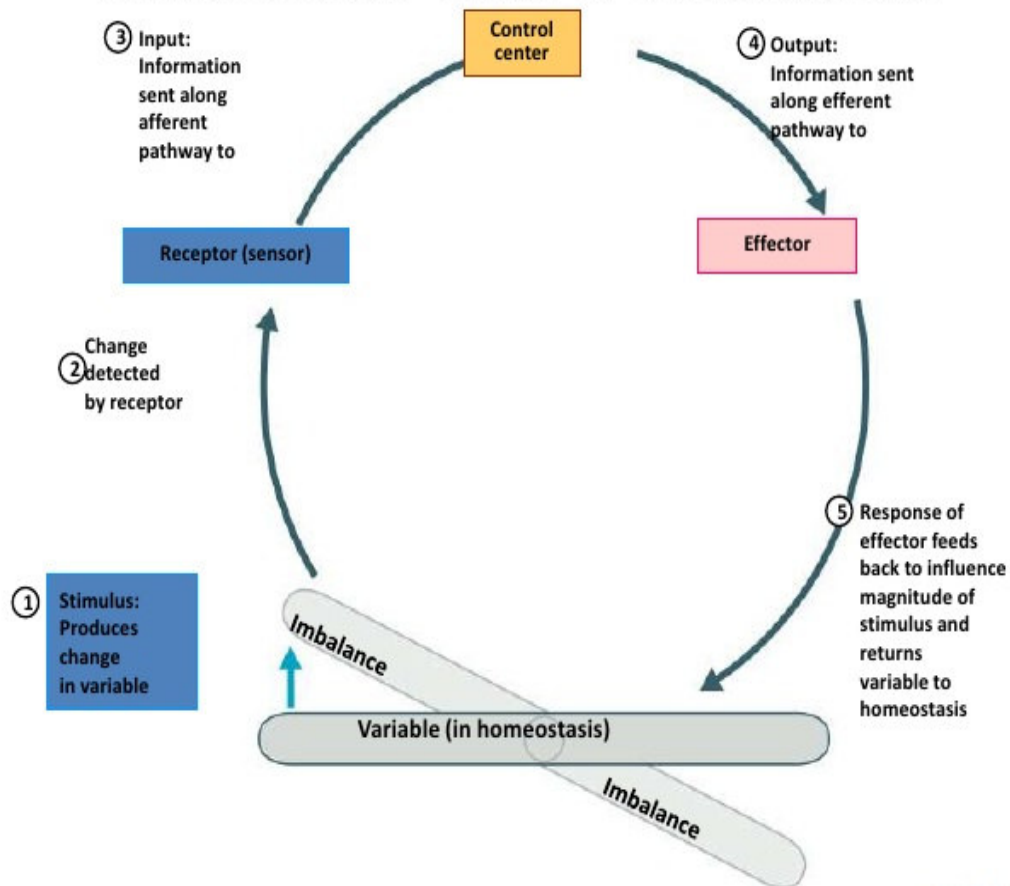 3 Input:
Information
sent along
afferent
pathway to
Control
center
4 Output:
Information sent
along efferent
pathway to
Receptor (sensor)
Effector
2 Change
detected
by receptor
1 Stimulus:
Produces
change
in variable
5 Response of
effector feeds
back to influence
magnitude of
stimulus and
returns
variable to
homeostasis
Imbalance
Variable (in homeostasis)
Imbalance